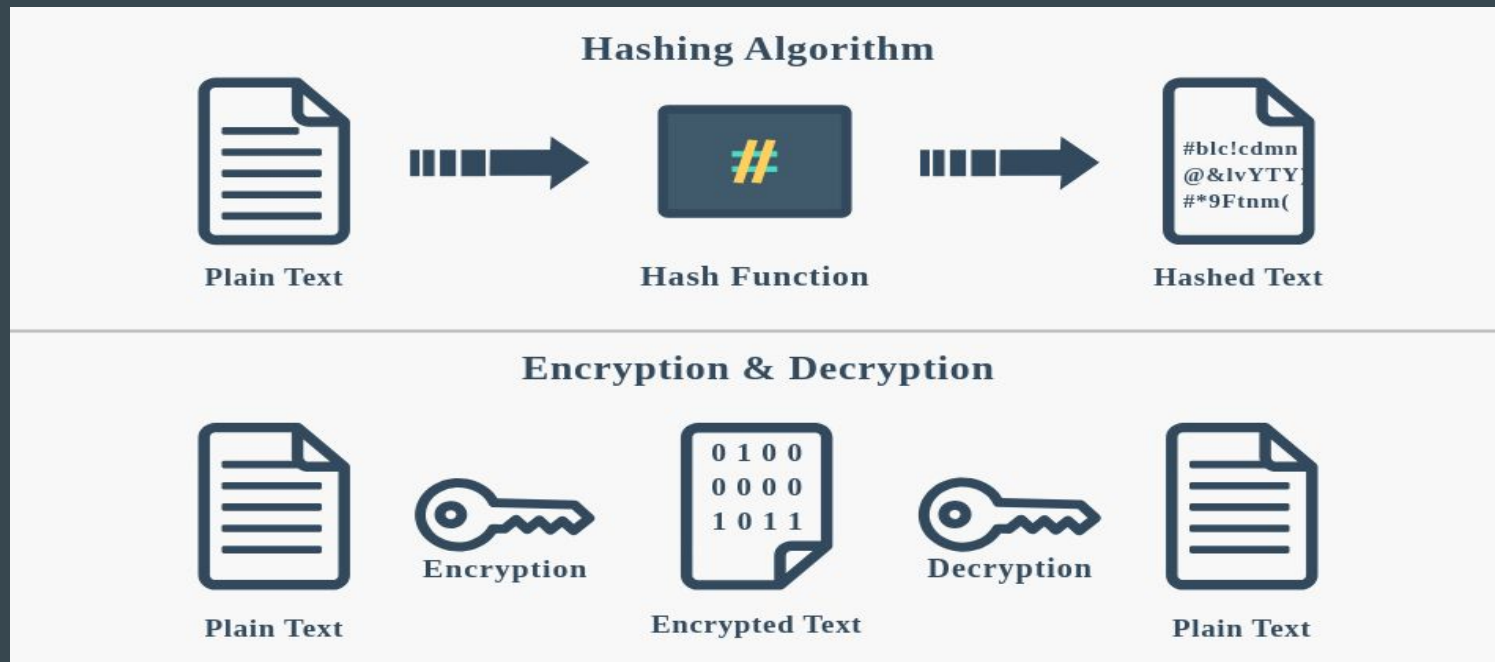 Hashing Algorithm
#
#blc!cdmn
@&lvYTY)
#*9Ftnm(
Plain Text
Hash Function
Hashed Text
Encryption & Decryption
0 1 0 0
0 0 0 0
1 0 1 1
Encryption
Decryption
Plain Text
Encrypted Text
Plain Text